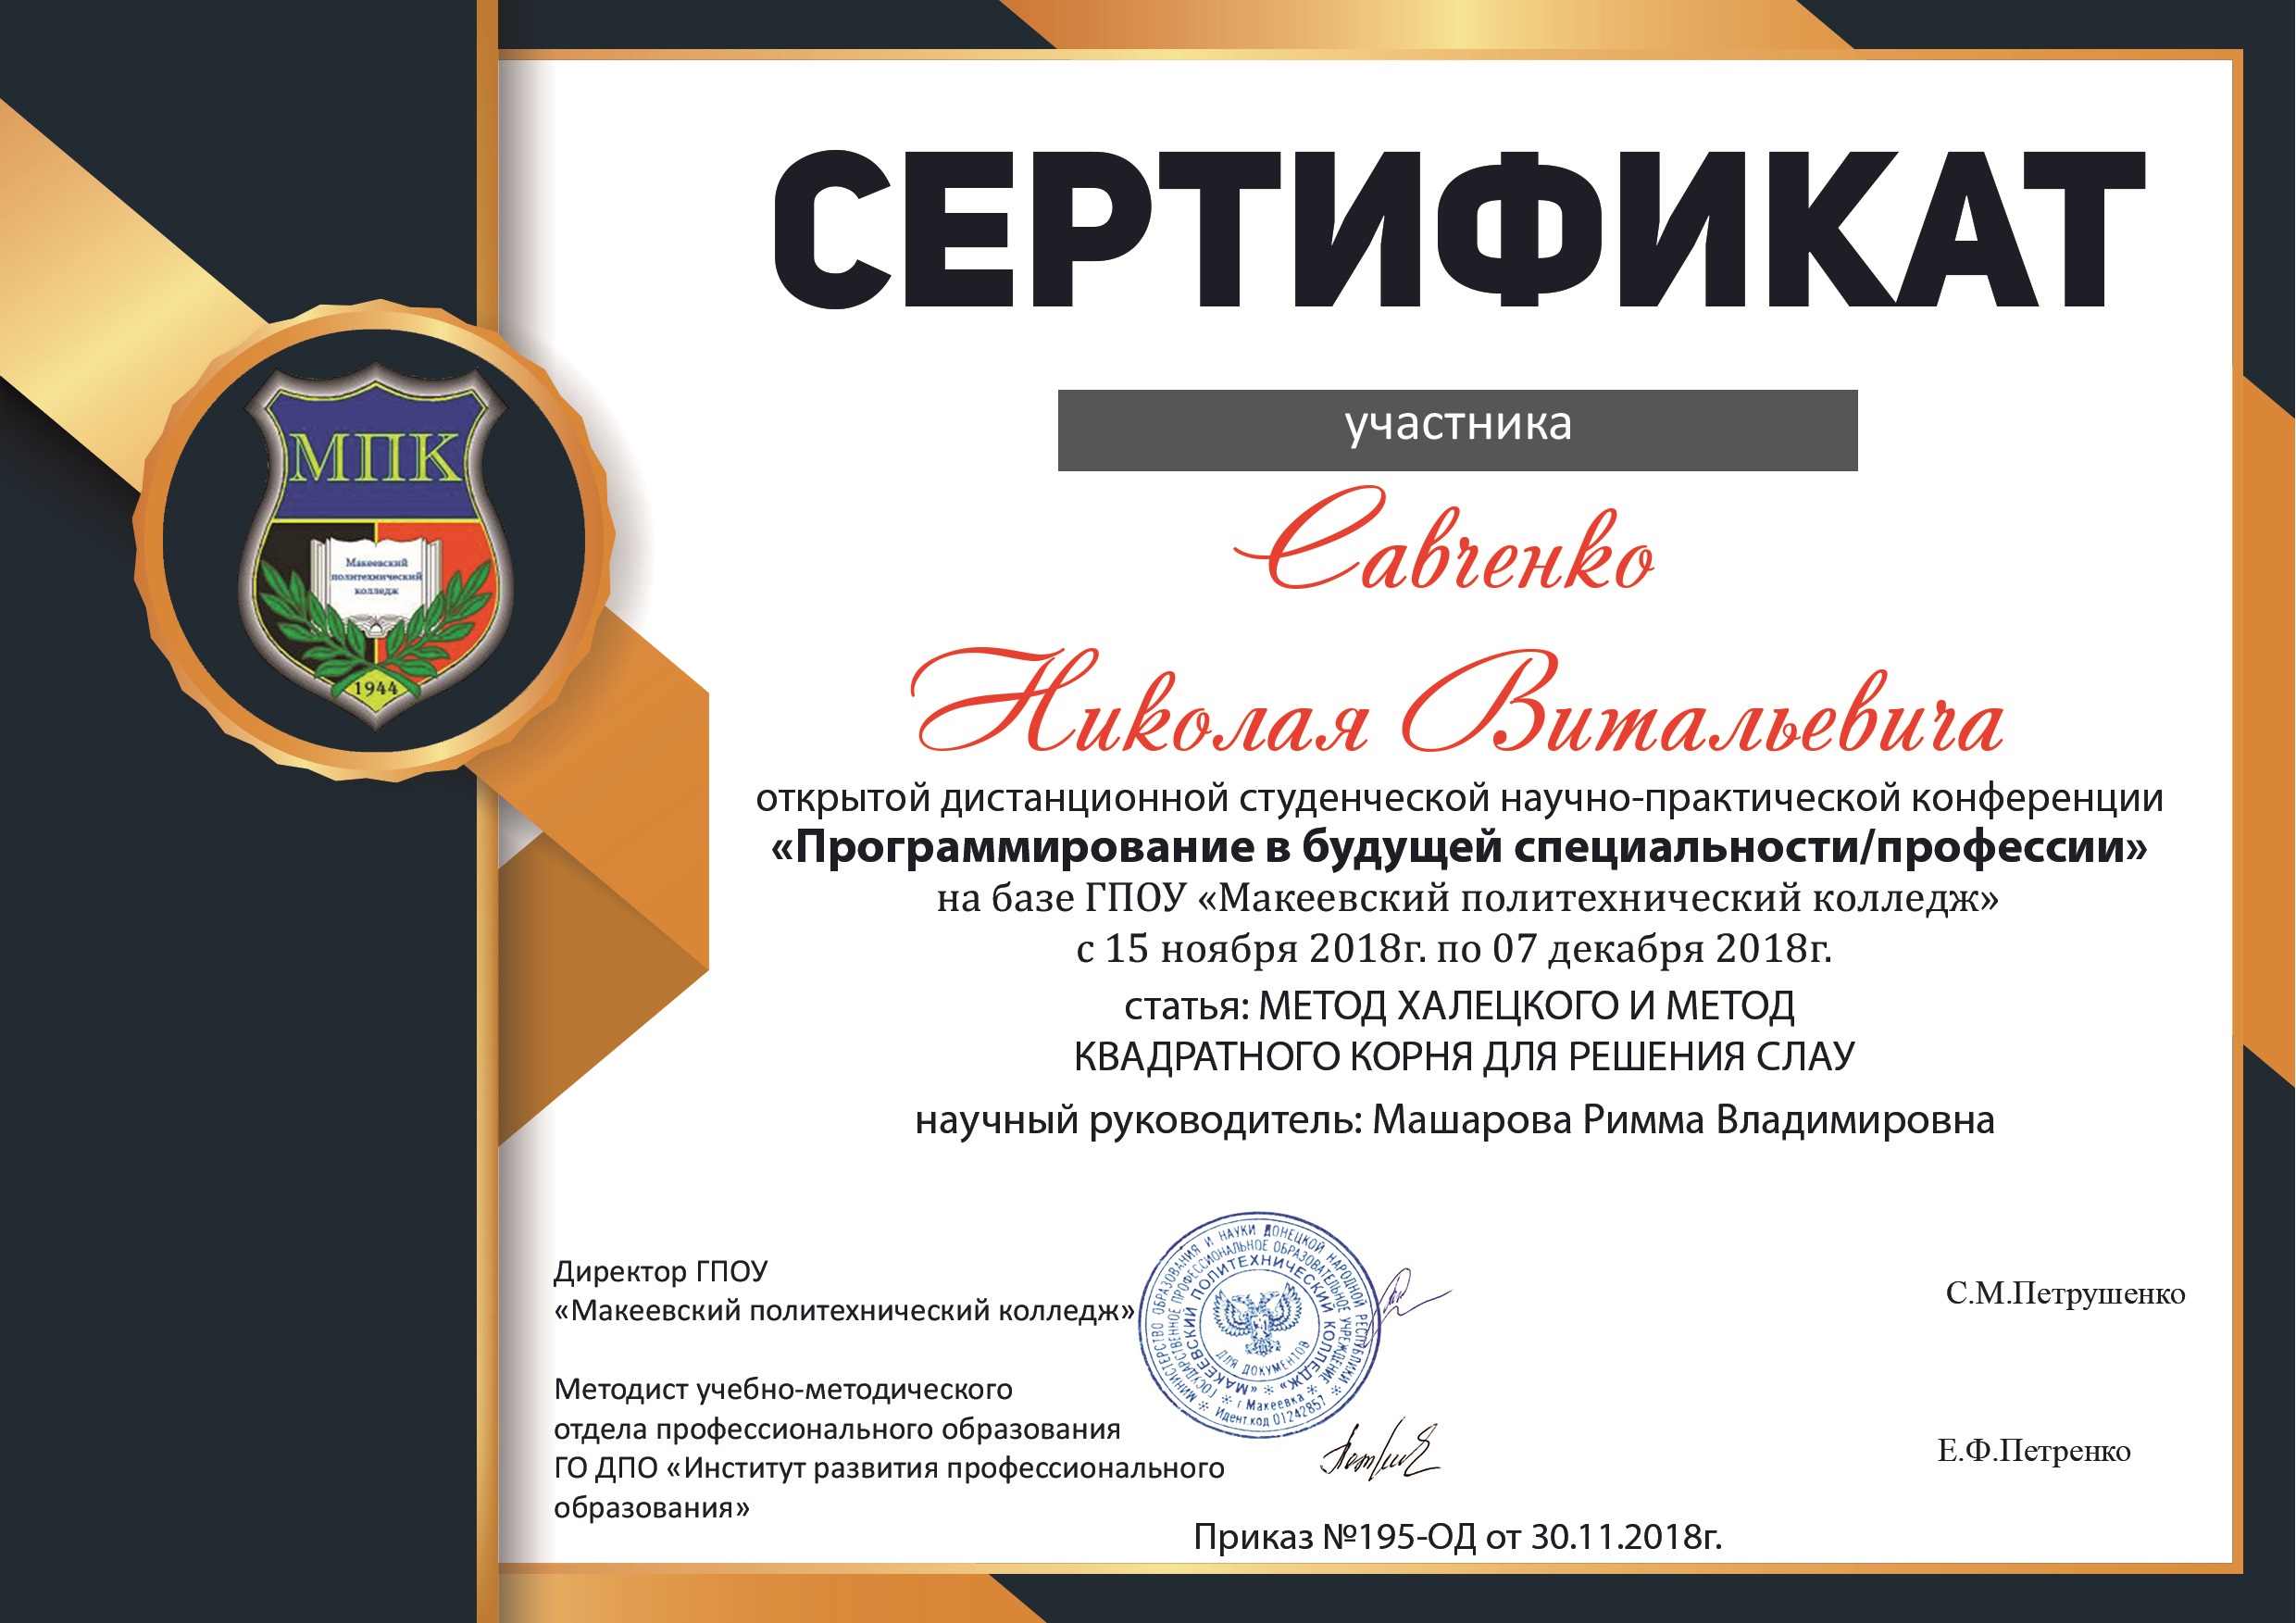 СЕРТИФИКАТ
участника
Савченко
Николая Витальевича
открытой дистанционной студенческой научно-практической конференции
«Программирование в будущей специальности/профессии»
на базе ГПОУ «Макеевский политехнический колледж»
с 15 ноября 2018г. по 07 декабря 2018г.
статья: МЕТОД ХАЛЕЦКОГО И МЕТОД
КВАДРАТНОГО КОРНЯ ДЛЯ РЕШЕНИЯ СЛАУ
научный руководитель: Машарова Римма Владимировна
МПК
Макеевский
политехнический
колледж
1944
Директор ГПОУ
«Макеевский политехнический колледж»
С.М.Петрушенко
МИНИСТЕРСТВО ОБРАЗОВАНИЯ И НАУКИ ДОНЕЦКОЙ НАРОДНОЙ РЕСПУБЛИКИ
ГОСУДАРСТВЕННОЕ ПРОФЕССИОНАЛЬНОЕ ОБРАЗОВАТЕЛЬНОЕ УЧРЕЖДЕНИЕ
«МАКЕЕВСКИЙ ПОЛИТЕХНИЧЕСКИЙ КОЛЛЕДЖ»
ДЛЯ ДОКУМЕНТОВ
г.Макеевка
Идент.код 01242857
Методист учебно-методического
отдела профессионального образования
ГО ДПО «Институт развития профессионального
образования»
Е.Ф.Петренко
Приказ №195-ОД от 30.11.2018г.